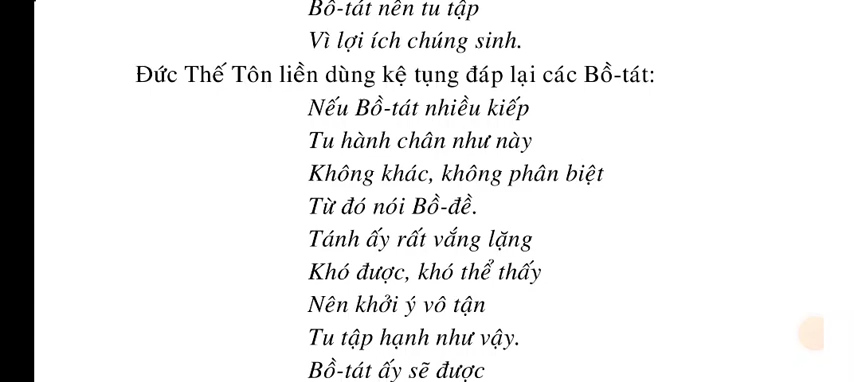 Bồ-tát nên tu tập
Vì lợi ích chúng sinh.
Đức Thế Tôn liền dùng kệ tụng đáp lại các Bồ-tát:
Nếu Bồ-tát nhiều kiếp
Tu hành chân như này
Không khác, không phân biệt
Từ đó nói Bồ-đề.
Tánh ấy rất vắng lặng
Khó được, khó thể thấy
Nên khởi ý vô tận
Tu tập hạnh như vậy.
Bồ-tát ấy sẽ được